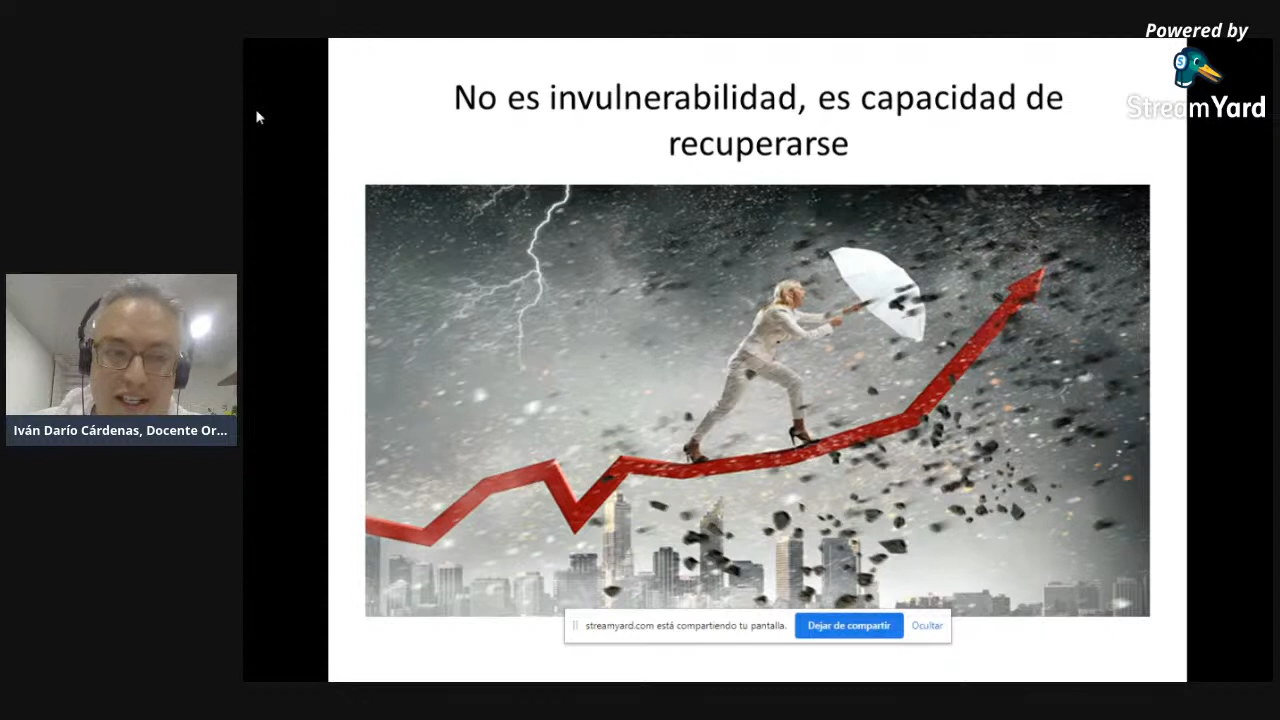 Powered by
StreamYard
No es invulnerabilidad, es capacidad de
recuperarse
Iván Darío Cárdenas, Docente Or...
streamyard.com está compartiendo tu pantalla.
Dejar de compartir
Ocultar